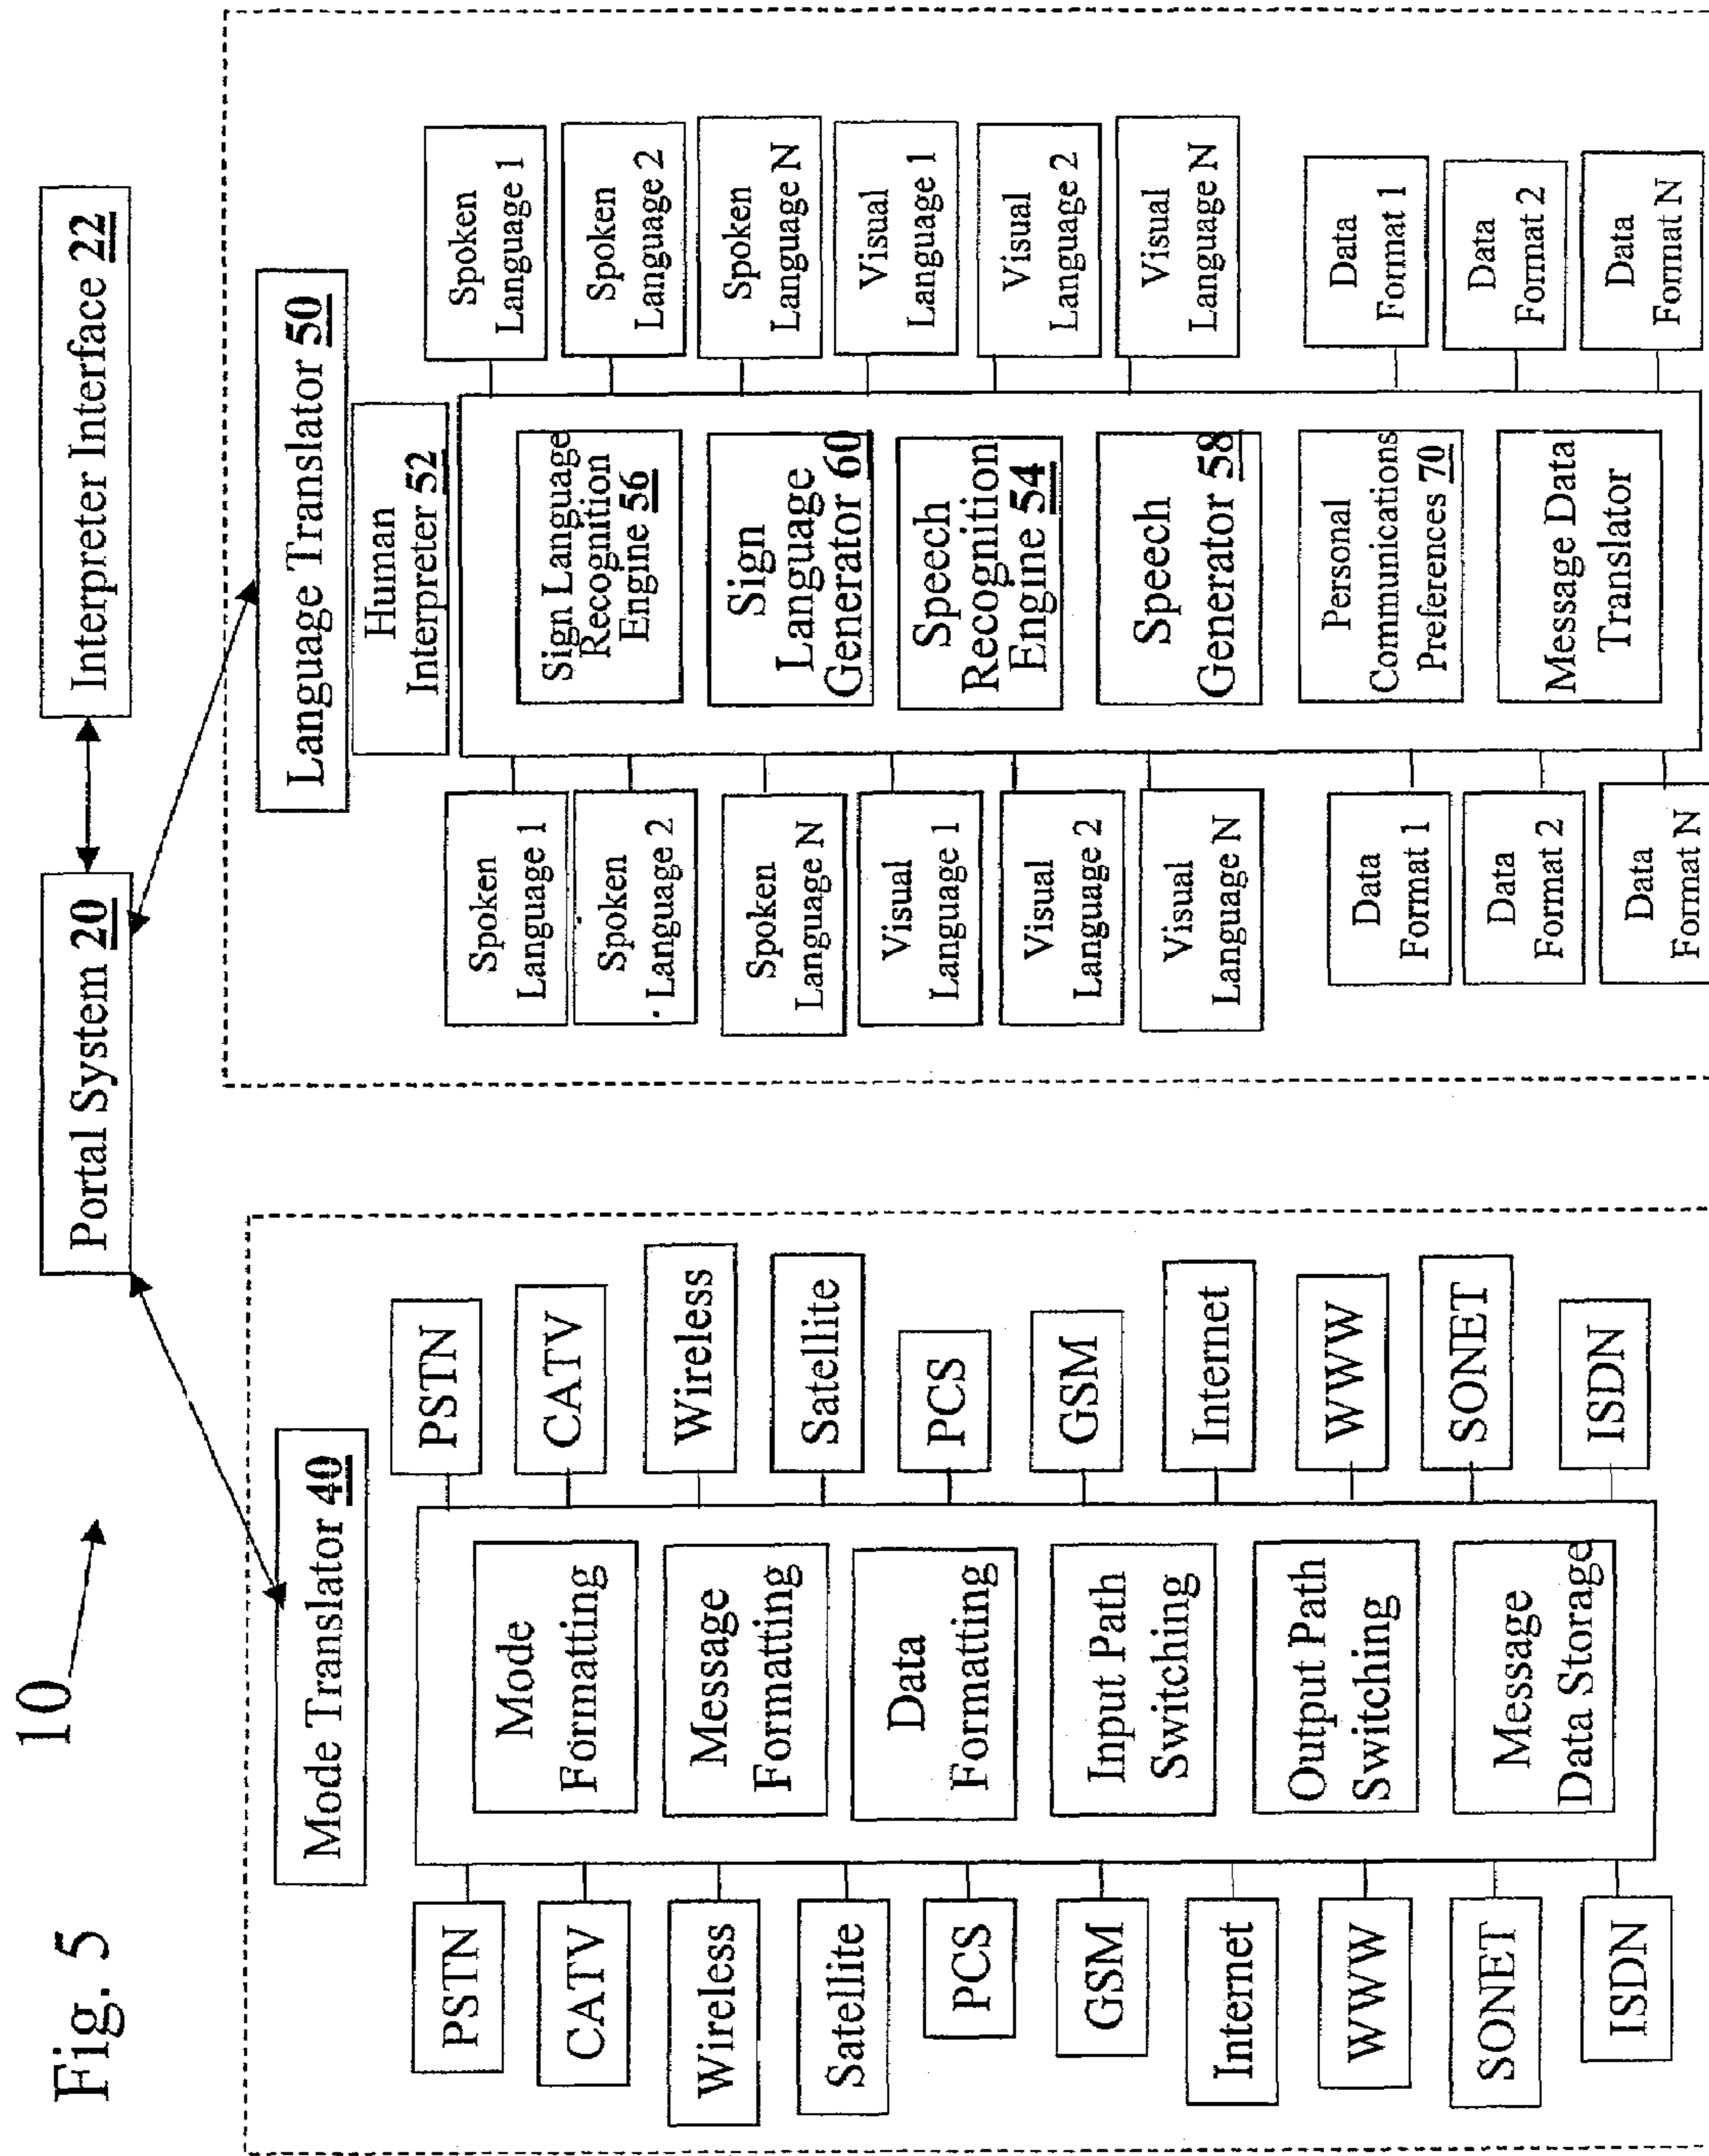 Fig. 5
10
Portal System 20
Interpreter Interface 22
Mode Translator 40
PSTN
CATV
Wireless
Satellite
PCS
GSM
Internet
WWW
SONET
ISDN
Mode
Formatting
Message
Formatting
Data
Formatting
Input Path
Switching
Output Path
Switching
Message
Data Storage
PSTN
CATV
Wireless
Satellite
PCS
GSM
Internet
WWW
SONET
ISDN
Language Translator 50
Human
Interpreter 52
Spoken
Language 1
Spoken
Language 2
Spoken
Language N
Visual
Language 1
Visual
Language 2
Visual
Language N
Data
Format 1
Data
Format 2
Data
Format N
Sign Language
Recognition
Engine 56
Sign
Language
Generator 60
Speech
Recognition
Engine 54
Speech
Generator 58
Personal
Communications
Preferences 70
Message Data
Translator
Spoken
Language 1
Spoken
Language 2
Spoken
Language N
Visual
Language 1
Visual
Language 2
Visual
Language N
Data
Format 1
Data
Format 2
Data
Format N